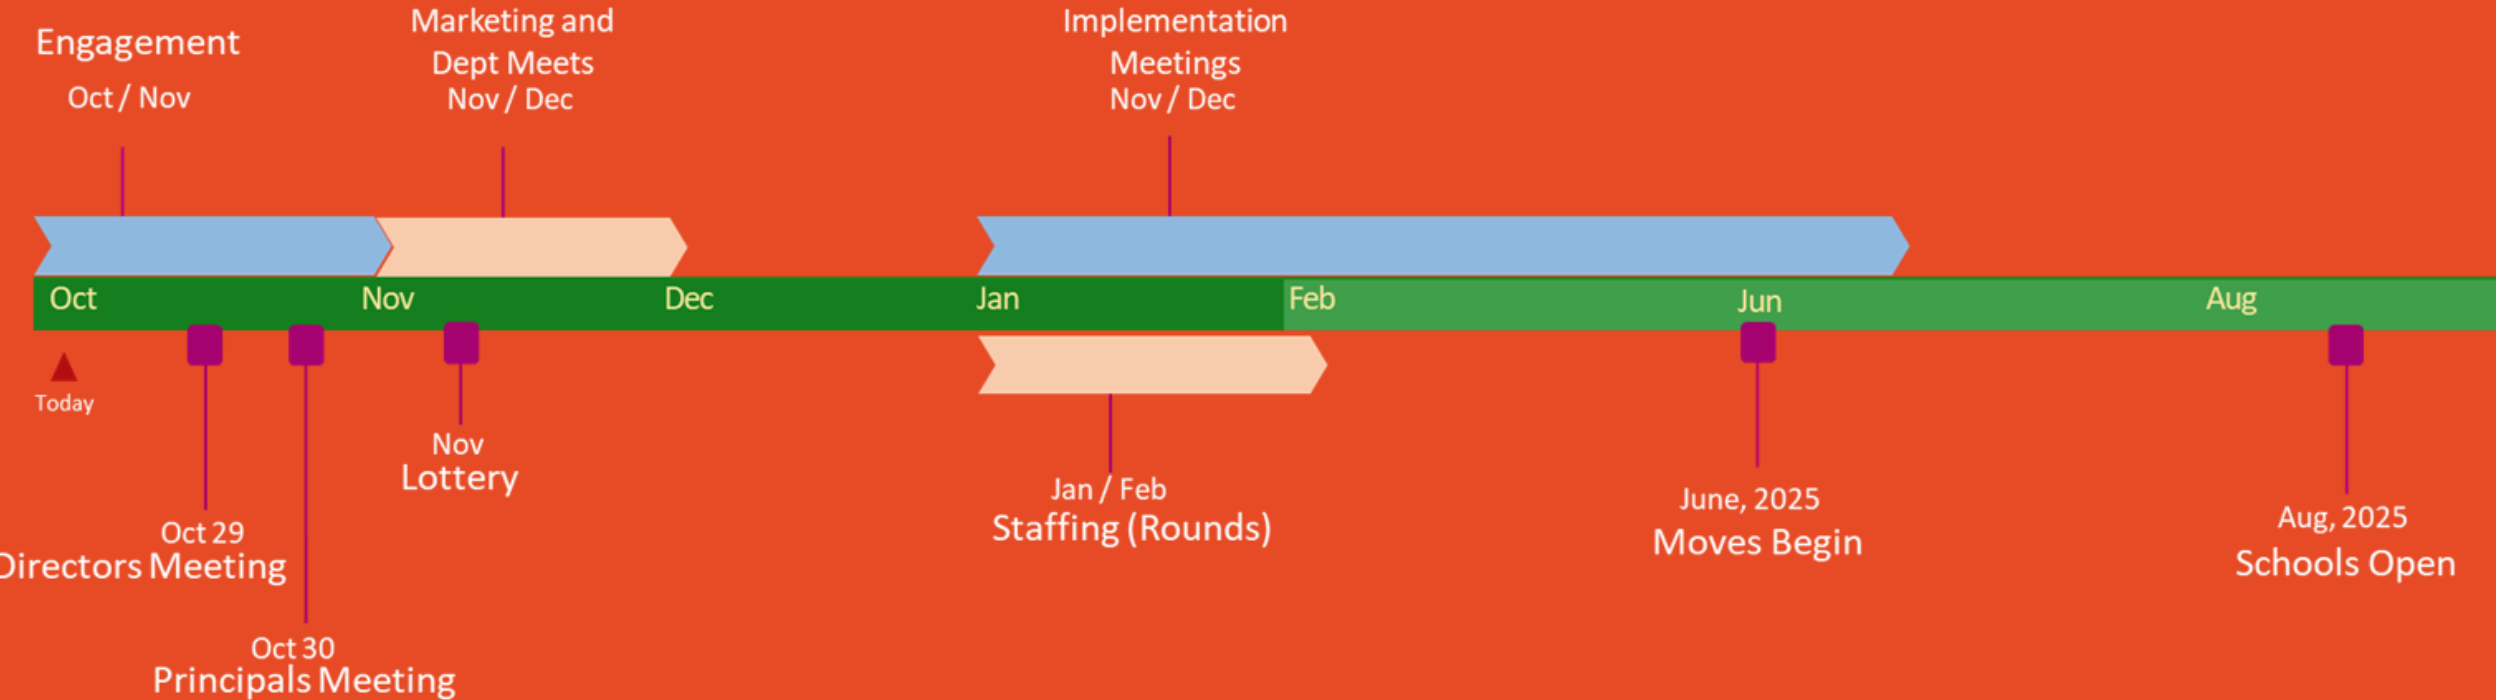 Engagement
Oct / Nov
Marketing and
Dept Meets
Nov / Dec
Implementation
Meetings
Nov / Dec
Oct
Nov
Dec
Jan
Feb
Jun
Aug
Today
Oct 29
Directors Meeting
Oct 30
Principals Meeting
Nov
Lottery
Jan / Feb
Staffing (Rounds)
June, 2025
Moves Begin
Aug, 2025
Schools Open